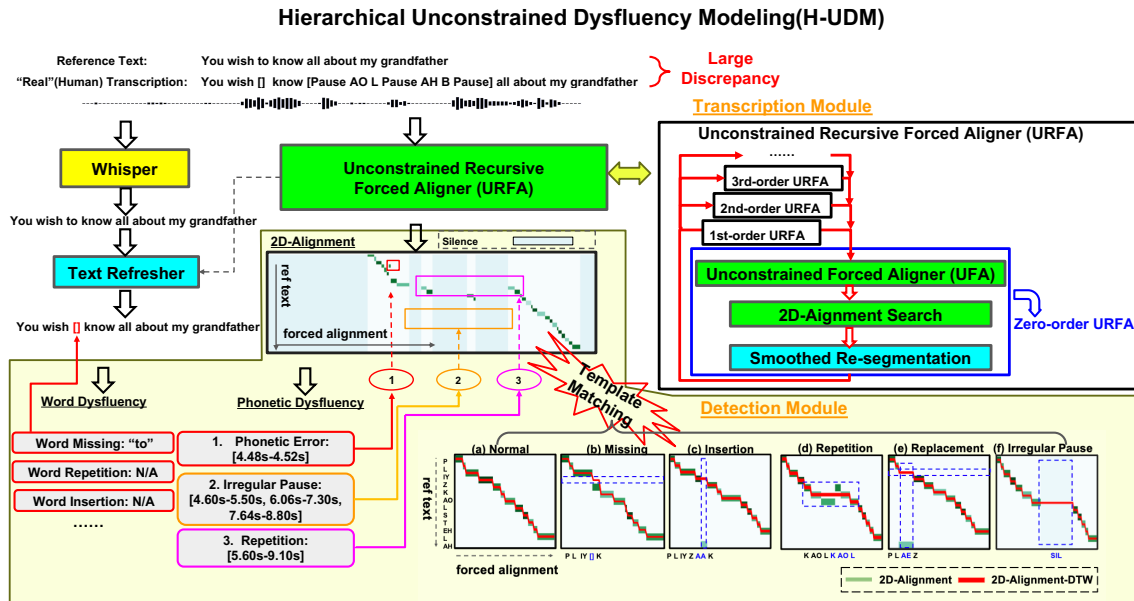 Hierarchical Unconstrained Dysfluency Modeling(H-UDM)
Reference Text: You wish to know all about my grandfather
“Real”(Human) Transcription: You wish [] know [Pause AO L Pause AH B Pause] all about my grandfather
Large
Discrepancy
Transcription Module
Whisper
You wish to know all about my grandfather
Text Refresher
You wish [] know all about my grandfather
Unconstrained Recursive
Forced Aligner (URFA)
Unconstrained Recursive Forced Aligner (URFA)
......
3rd-order URFA
2nd-order URFA
1st-order URFA
Unconstrained Forced Aligner (UFA)
2D-Aignment Search
Smoothed Re-segmentation
Zero-order URFA
2D-Alignment
Silence
ref text
forced alignment
1
2
3
Template
Matching
Detection Module
Word Dysfluency
Phonetic Dysfluency
Word Missing: “to”
Word Repetition: N/A
Word Insertion: N/A
......
1. Phonetic Error:
[4.48s-4.52s]
2. Irregular Pause:
[4.60s-5.50s, 6.06s-7.30s,
7.64s-8.80s]
3. Repetition:
[5.60s-9.10s]
(a) Normal
(b) Missing
(c) Insertion
(d) Repetition
(e) Replacement
(f) Irregular Pause
ref text
P
L
IY
Z
K
AO
L
S
T
EH
L
AH
P L IY [] K
P L IY Z AA K
K AO L K AO L
P L AE Z
SIL
forced alignment
2D-Alignment
2D-Alignment-DTW